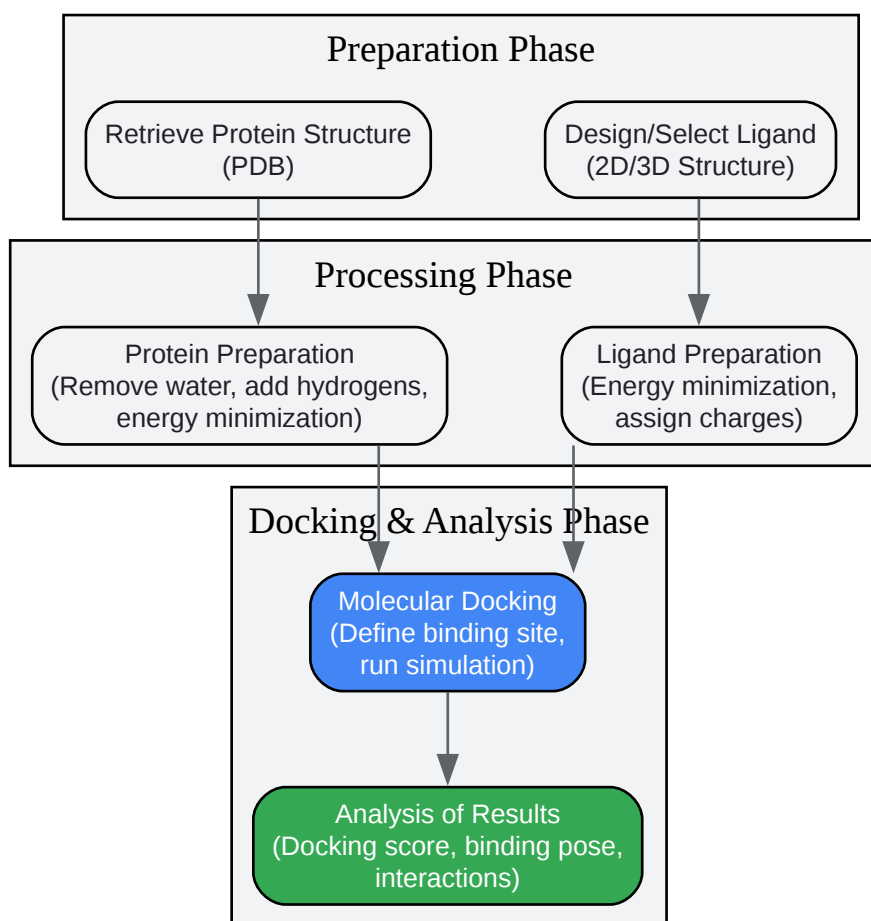 Preparation Phase
Retrieve Protein Structure
(PDB)
Design/Select Ligand
(2D/3D Structure)
Processing Phase
Protein Preparation
(Remove water, add hydrogens,
energy minimization)
Ligand Preparation
(Energy minimization,
assign charges)
Docking & Analysis Phase
Molecular Docking
(Define binding site,
run simulation)
Analysis of Results
(Docking score, binding pose,
interactions)